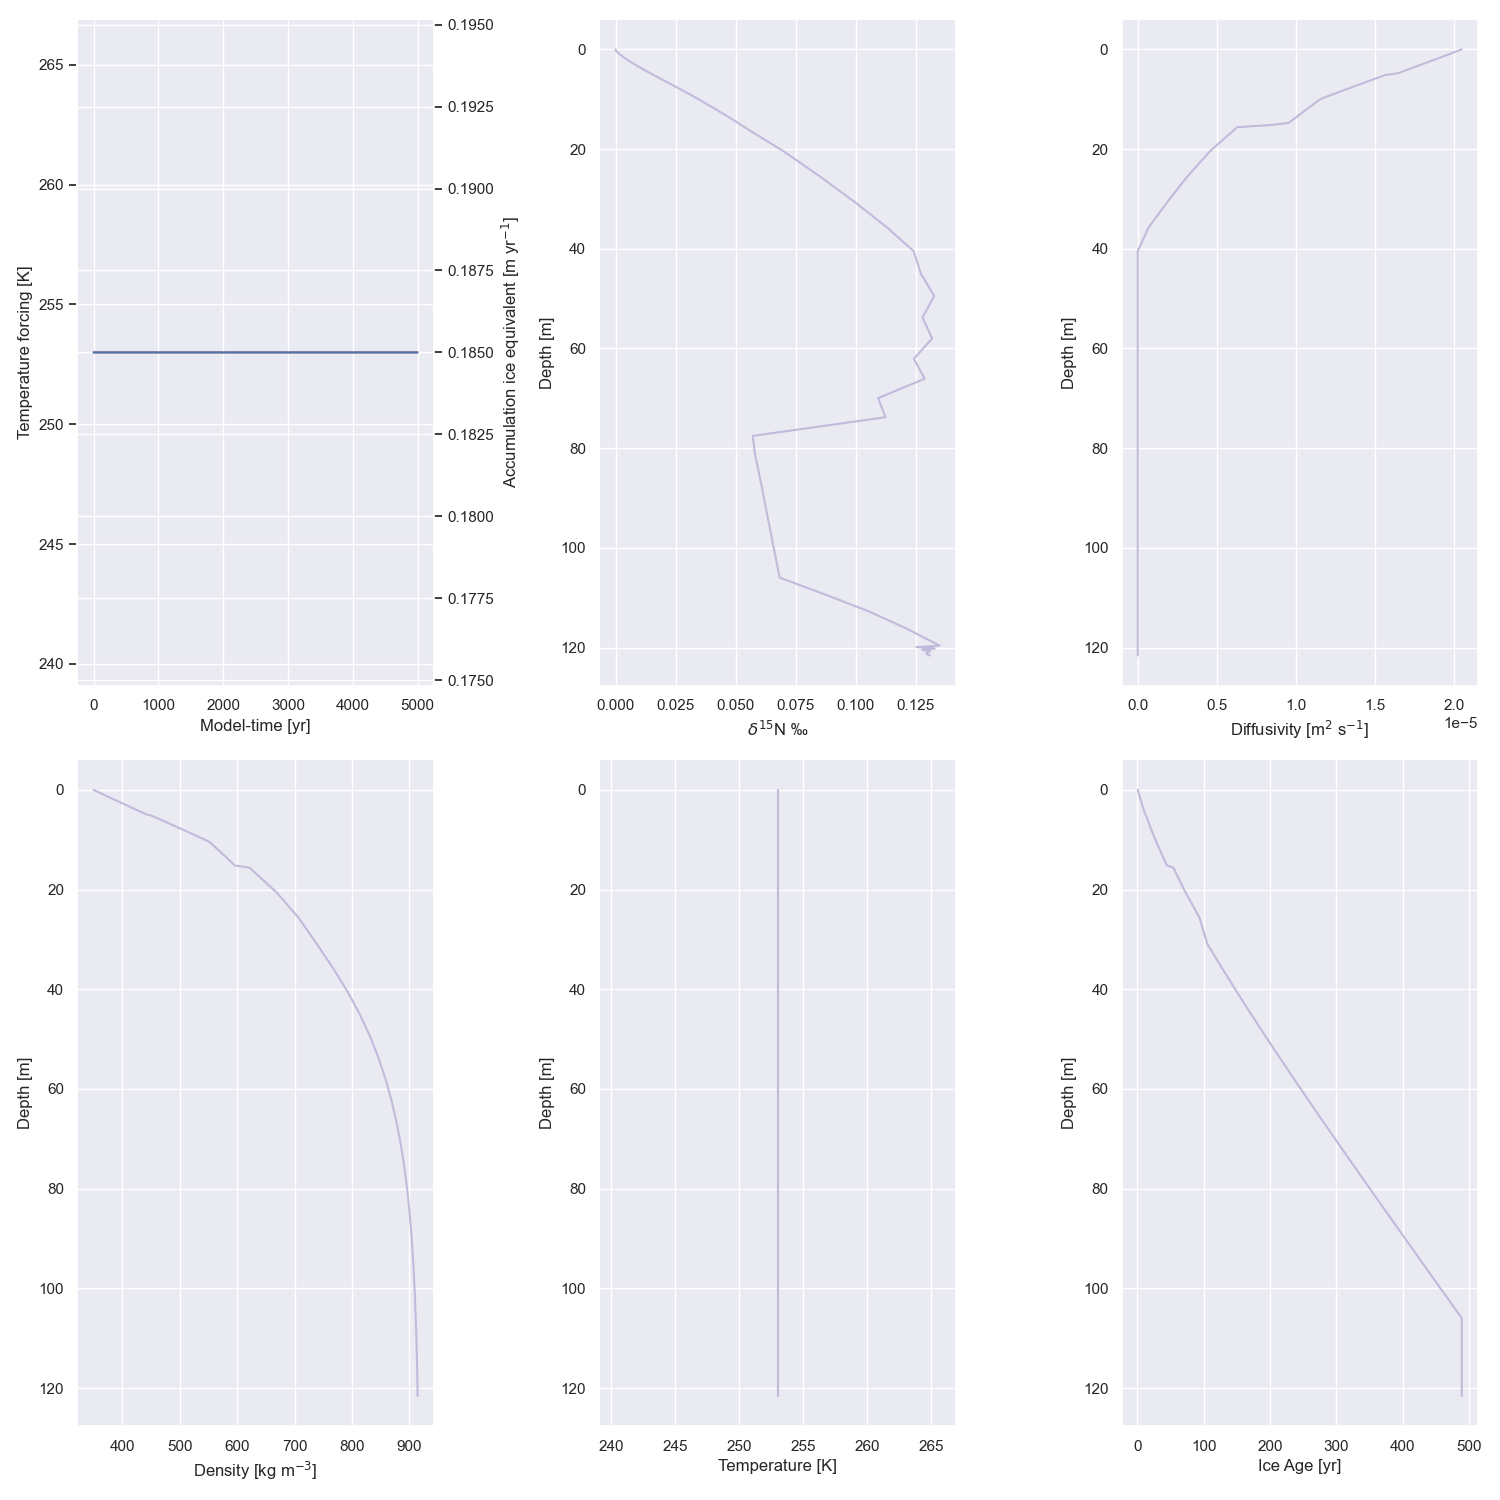 265
260
255
250
245
240
Temperature forcing [K]
0 1000 2000 3000 4000 5000
Model-time [yr]
0.1950
0.1925
0.1900
0.1875
0.1850
0.1825
0.1800
0.1775
0.1750
Accumulation ice equivalent [m yr⁻¹]
0
20
40
60
80
100
120
Depth [m]
0.000 0.025 0.050 0.075 0.100 0.125
δ¹⁵N ‰
0
20
40
60
80
100
120
Depth [m]
0.0 0.5 1.0 1.5 2.0
1e−5
Diffusivity [m² s⁻¹]
0
20
40
60
80
100
120
Depth [m]
400 500 600 700 800 900
Density [kg m⁻³]
0
20
40
60
80
100
120
Depth [m]
240 245 250 255 260 265
Temperature [K]
0
20
40
60
80
100
120
Depth [m]
0 100 200 300 400 500
Ice Age [yr]